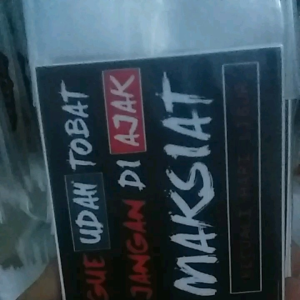 GUE UDAH TOBAT
JANGAN DI AJAK
MAKSIAT